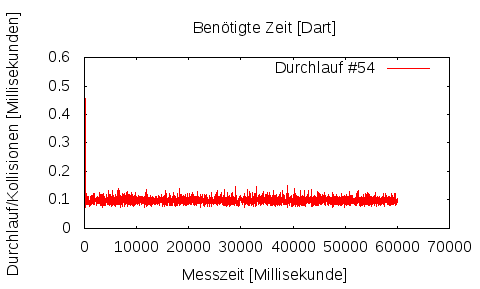 Benötigte Zeit [Dart]
Durchlauf #54
Durchlauf/Kollisionen [Millisekunden]
0.6
0.5
0.4
0.3
0.2
0.1
0
0 10000 20000 30000 40000 50000 60000 70000
Messzeit [Millisekunde]